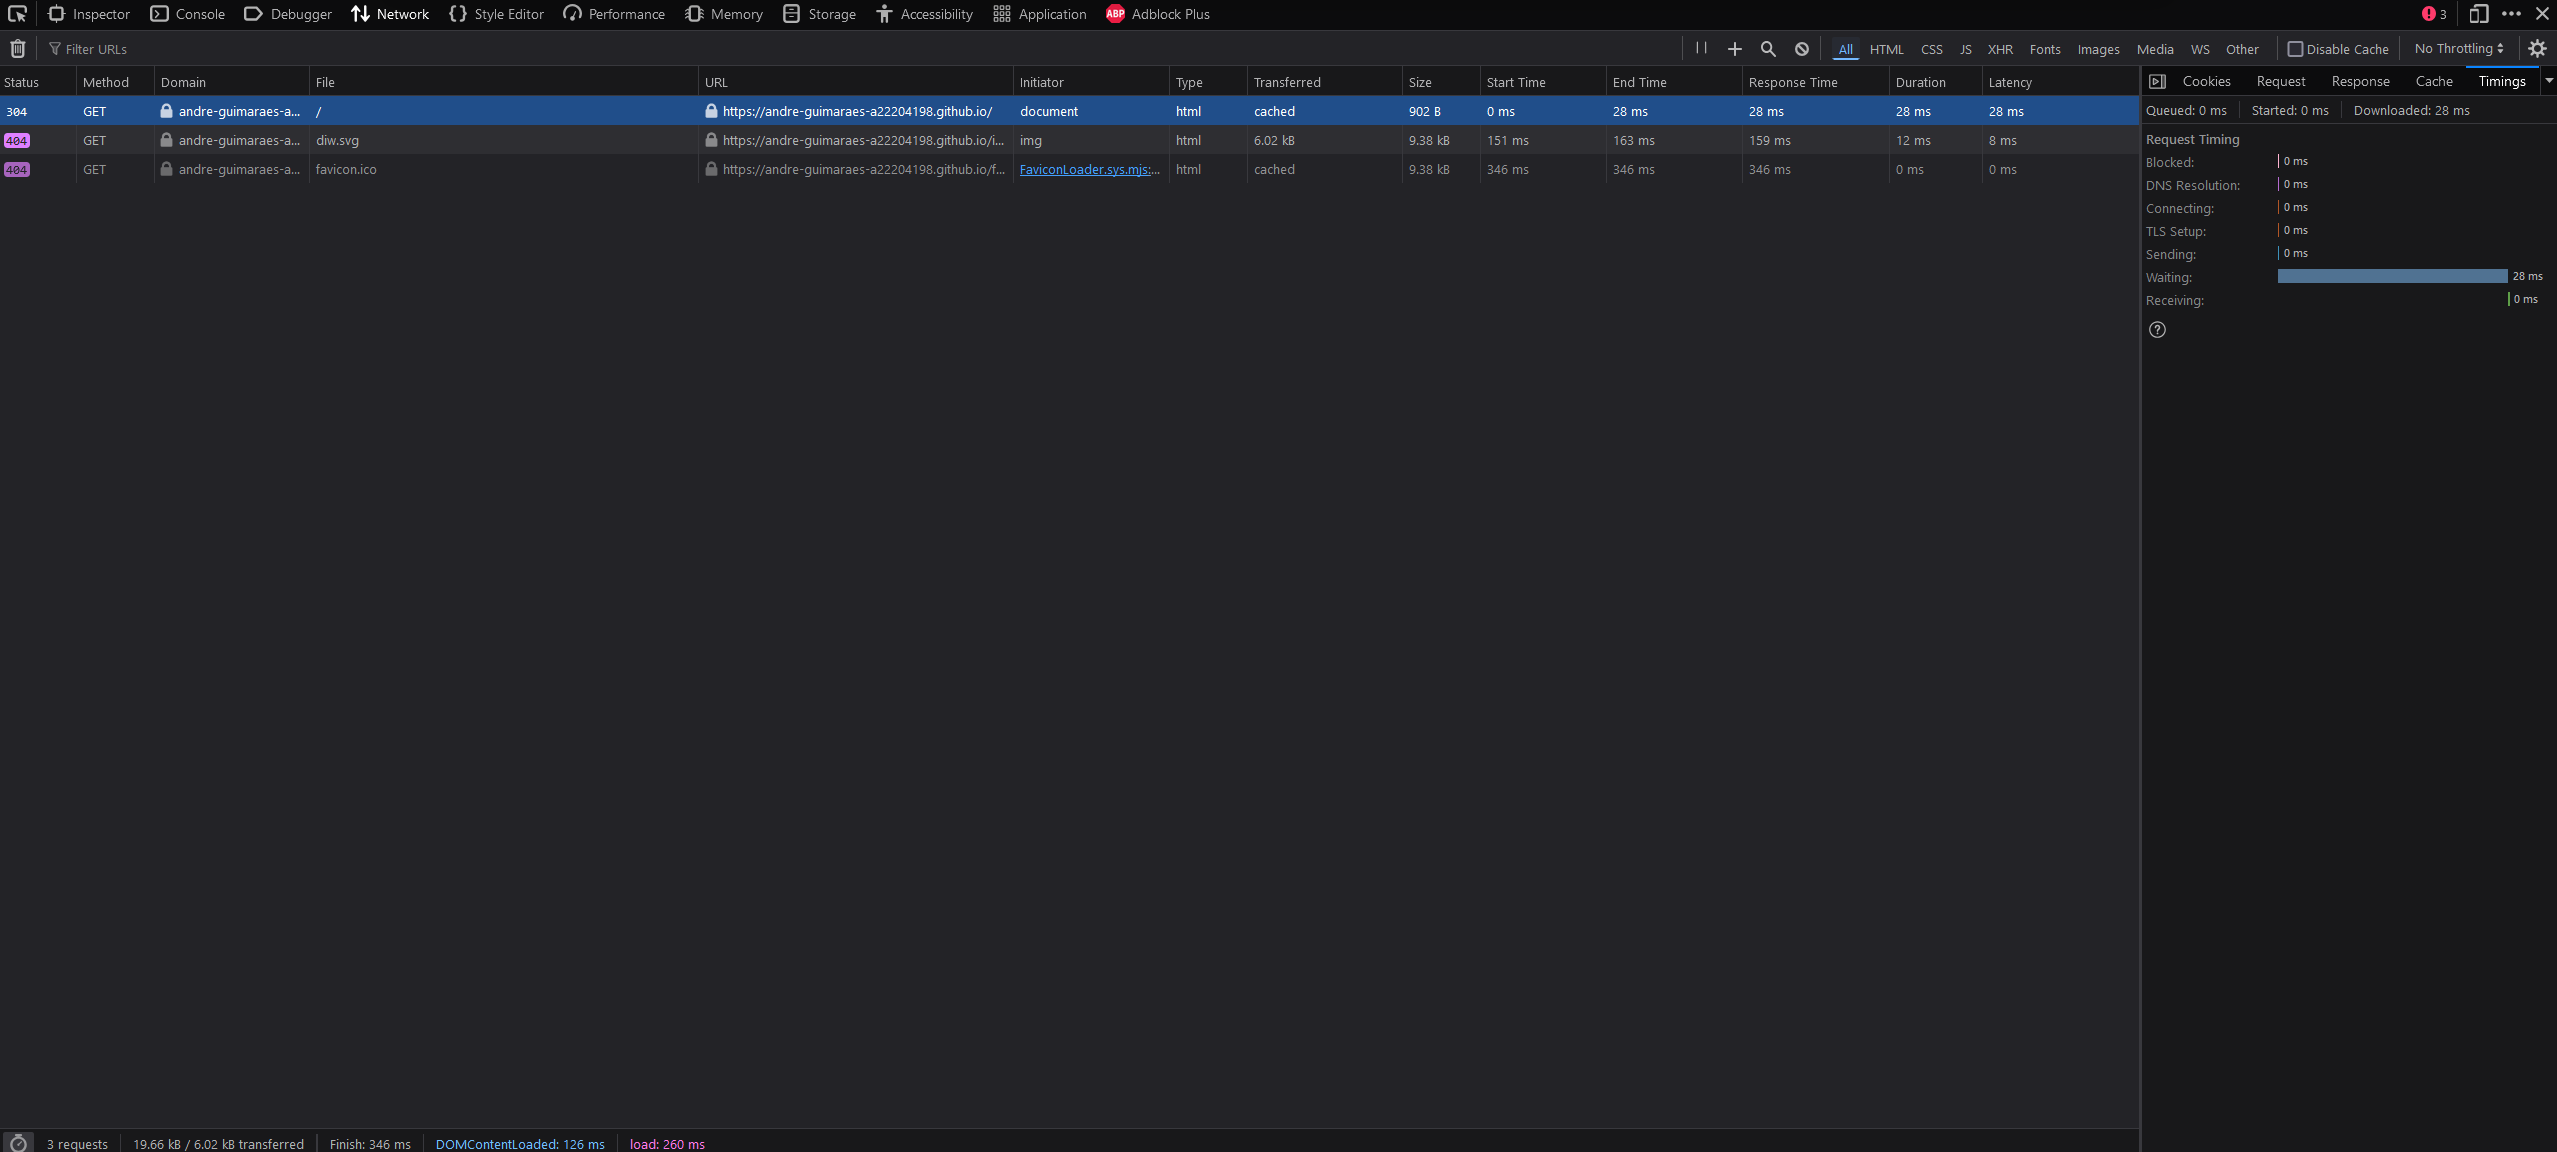 Inspector Console Debugger Network Style Editor Performance Memory Storage Accessibility Application ABP Adblock Plus 3
Filter URLs All HTML CSS JS XHR Fonts Images Media WS Other Disable Cache No Throttling
Status Method Domain File URL Initiator Type Transferred Size Start Time End Time Response Time Duration Latency
304 GET andre-guimaraes-a... / https://andre-guimaraes-a22204198.github.io/ document html cached 902 B 0 ms 28 ms 28 ms 28 ms 28 ms
404 GET andre-guimaraes-a... diw.svg https://andre-guimaraes-a22204198.github.io/i... img html 6.02 kB 9.38 kB 151 ms 163 ms 159 ms 12 ms 8 ms
404 GET andre-guimaraes-a... favicon.ico https://andre-guimaraes-a22204198.github.io/f... FaviconLoader.sys.mjs:... html cached 9.38 kB 346 ms 346 ms 346 ms 0 ms 0 ms
Cookies Request Response Cache Timings
Queued: 0 ms Started: 0 ms Downloaded: 28 ms
Request Timing
Blocked: 0 ms
DNS Resolution: 0 ms
Connecting: 0 ms
TLS Setup: 0 ms
Sending: 0 ms
Waiting: 28 ms
Receiving: 0 ms
?
3 requests 19.66 kB / 6.02 kB transferred Finish: 346 ms DOMContentLoaded: 126 ms load: 260 ms